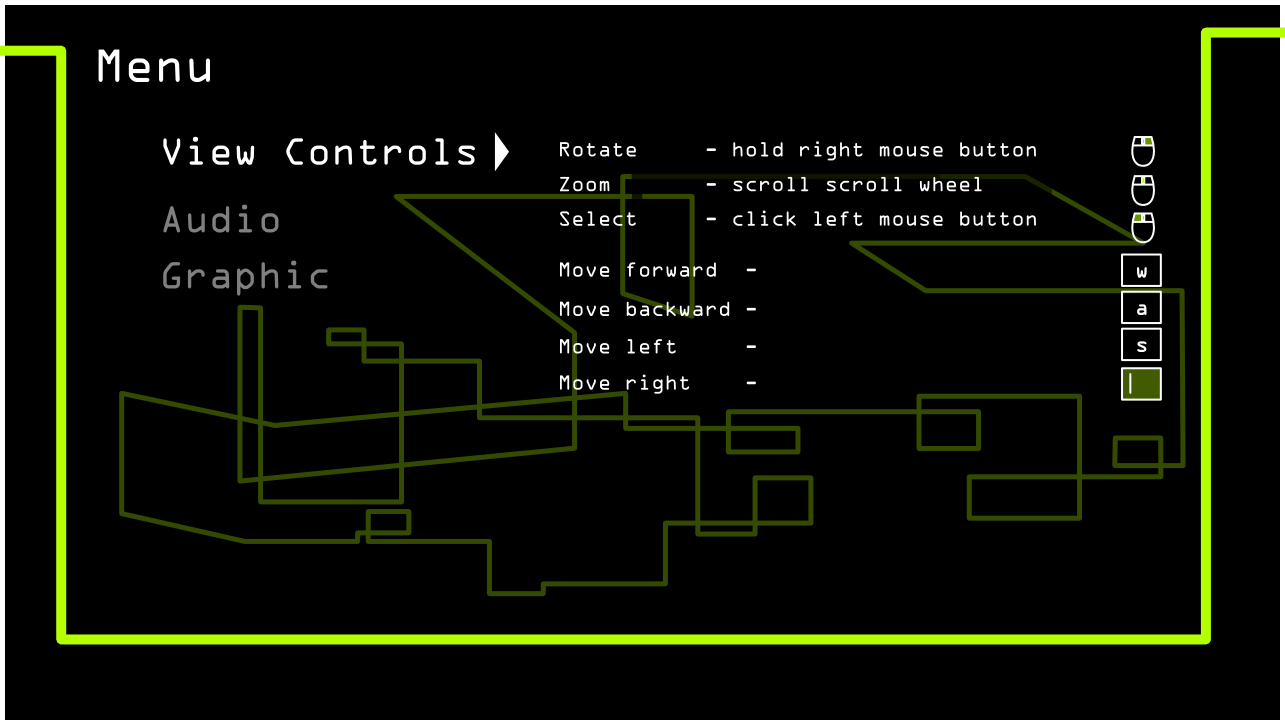 Menu
View Controls
Audio
Graphic
Rotate - hold right mouse button
Zoom - scroll scroll wheel
Select - click left mouse button
Move forward - w
Move backward - a
Move left - s
Move right -